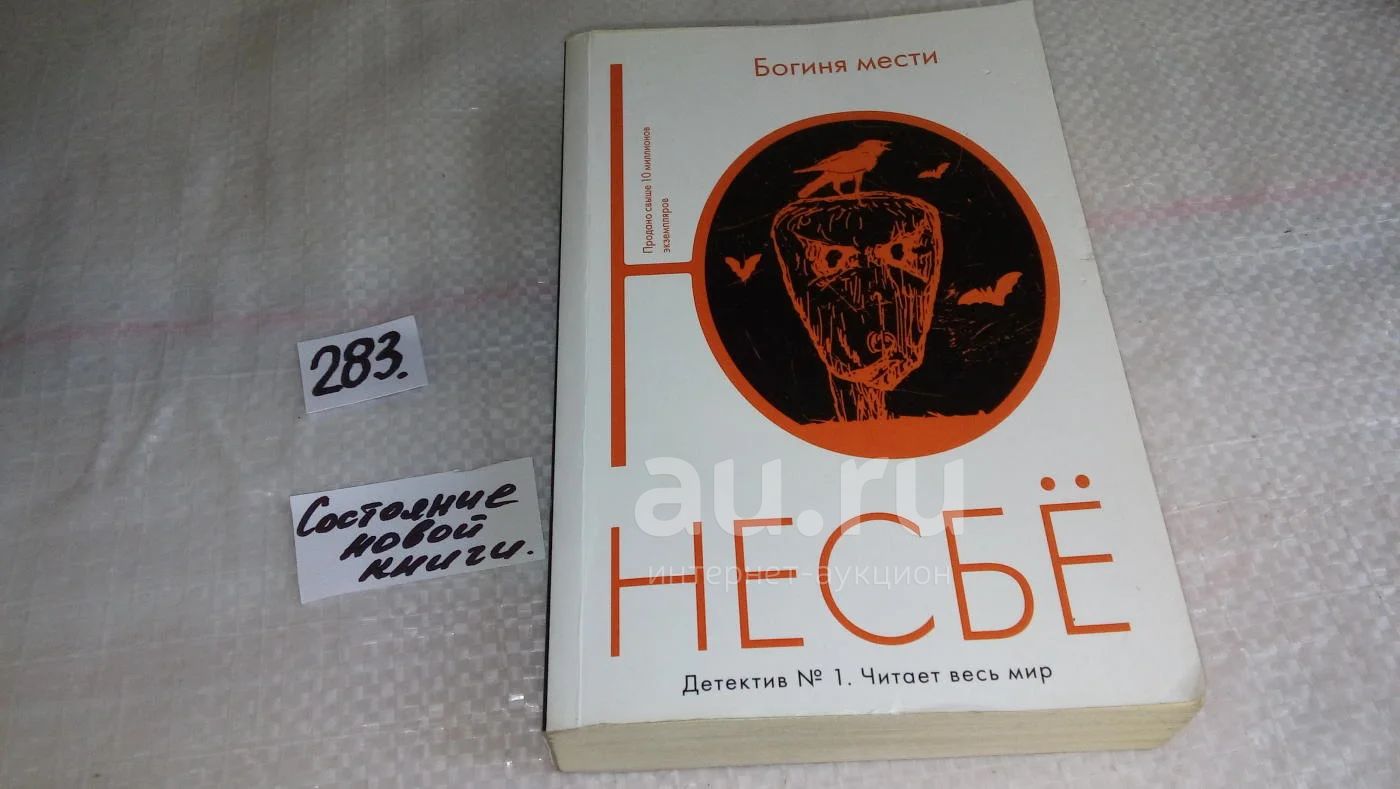 Богиня мести
Продано свыше 10 миллионов
экземпляров
Ю
НЕСБЁ
Детектив № 1. Читает весь мир
283.
Состояние
новой
книги.
au.ru
интернет-аукцион